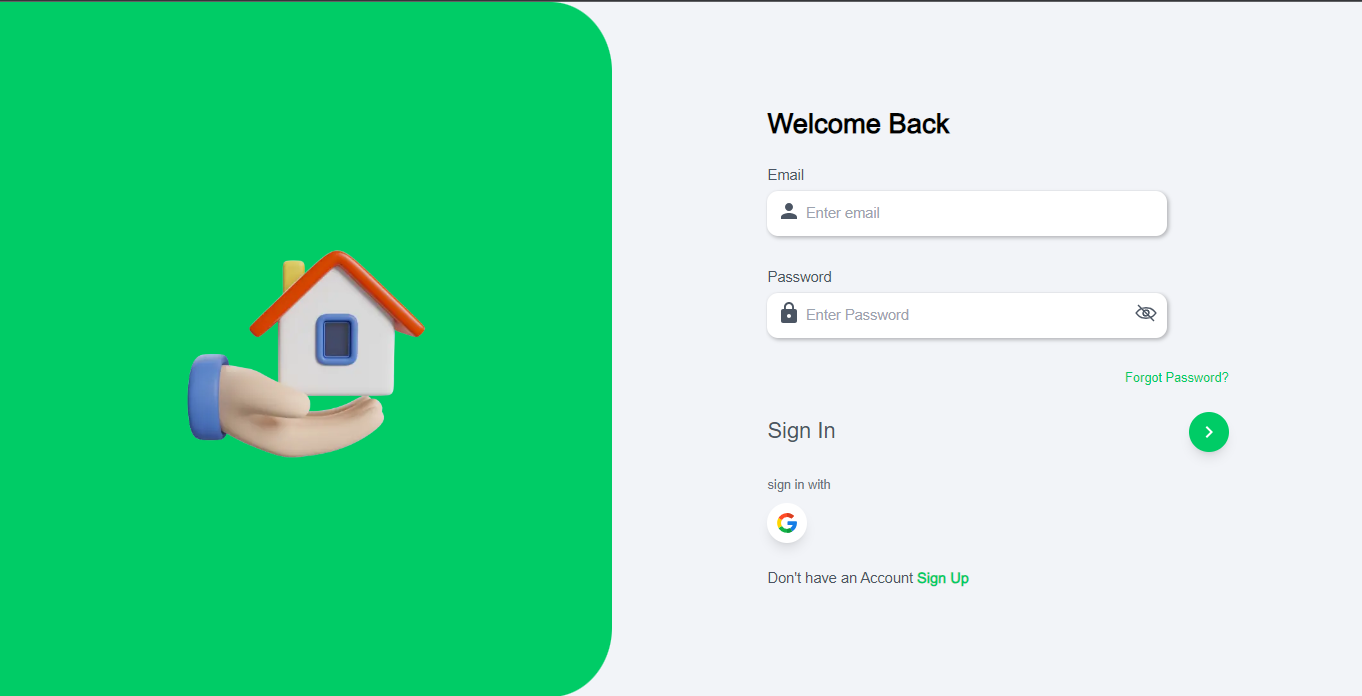 Welcome Back
Email
Enter email
Password
Enter Password
Forgot Password?
Sign In
sign in with
Don't have an Account Sign Up